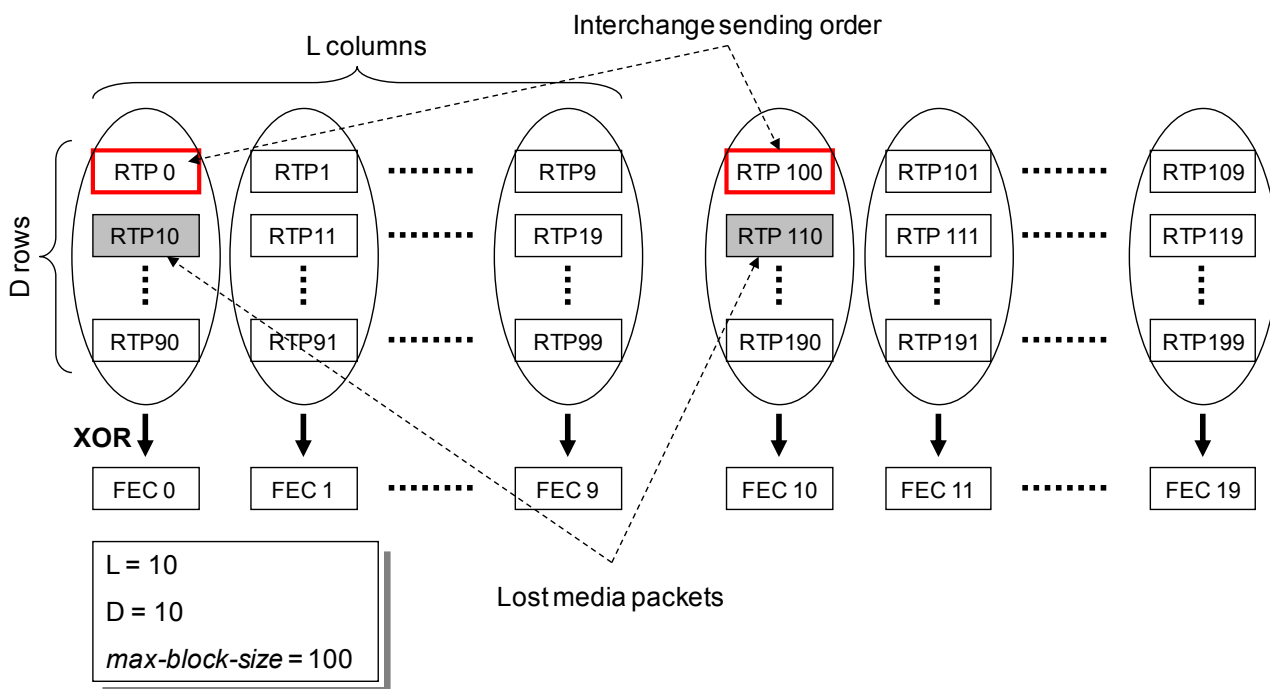 Interchange sending order
L columns
D rows
RTP 0 RTP1 RTP9 RTP 100 RTP101 RTP109
RTP10 RTP11 RTP19 RTP 110 RTP 111 RTP119
RTP90 RTP91 RTP99 RTP190 RTP191 RTP199
XOR
FEC 0 FEC 1 FEC 9 FEC 10 FEC 11 FEC 19
L = 10
D = 10
max-block-size = 100
Lost media packets